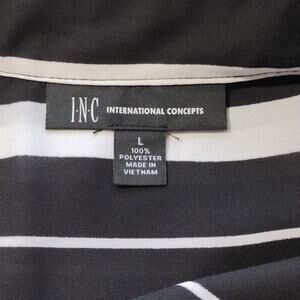 I·N·C INTERNATIONAL CONCEPTS
L
100%
POLYESTER
MADE IN
VIETNAM